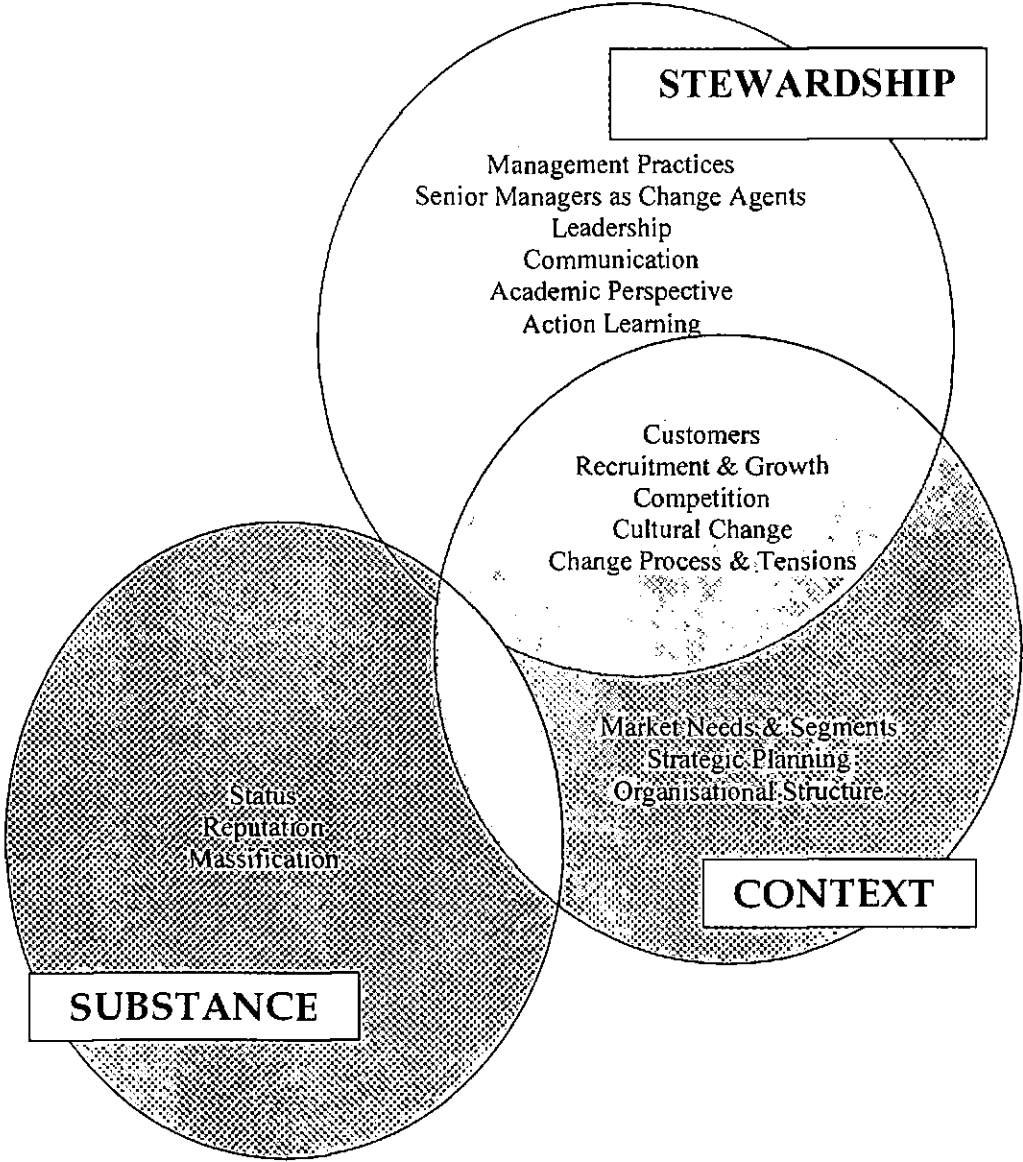 STEWARDSHIP
Management Practices
Senior Managers as Change Agents
Leadership
Communication
Academic Perspective
Action Learning
Customers
Recruitment & Growth
Competition
Cultural Change
Change Process & Tensions
Market Needs & Segments
Strategic Planning
Organisational Structure
CONTEXT
Status
Reputation
Massification
SUBSTANCE